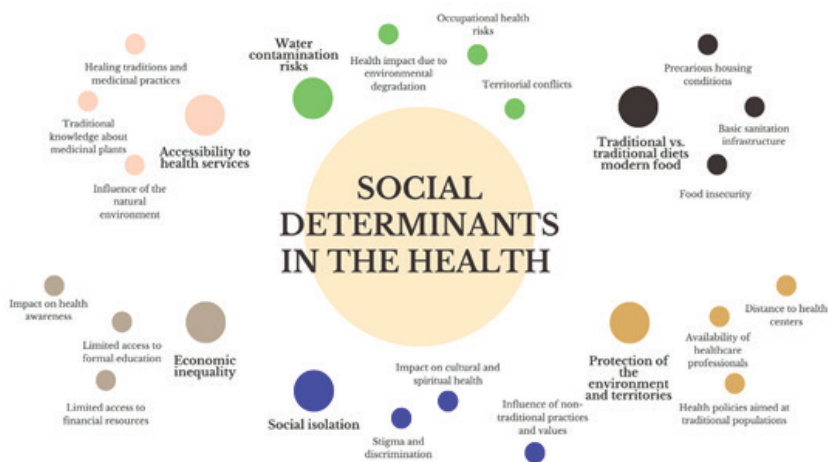 Healing traditions and
medicinal practices
Traditional
knowledge about
medicinal plants
Influence of the
natural environment
Accessibility to
health services
Water
contamination
risks
Health impact due to
environmental
degradation
Occupational health
risks
Territorial conflicts
Precarious housing
conditions
Basic sanitation
infrastructure
Food insecurity
Traditional vs.
traditional diets
modern food
SOCIAL
DETERMINANTS
IN THE HEALTH
Impact on health
awareness
Limited access to
formal education
Limited access to
financial resources
Economic
inequality
Social isolation
Impact on cultural and
spiritual health
Stigma and
discrimination
Influence of non-
traditional practices
and values
Protection of
the
environment
and territories
Distance to health
centers
Availability of
healthcare
professionals
Health policies aimed at
traditional populations